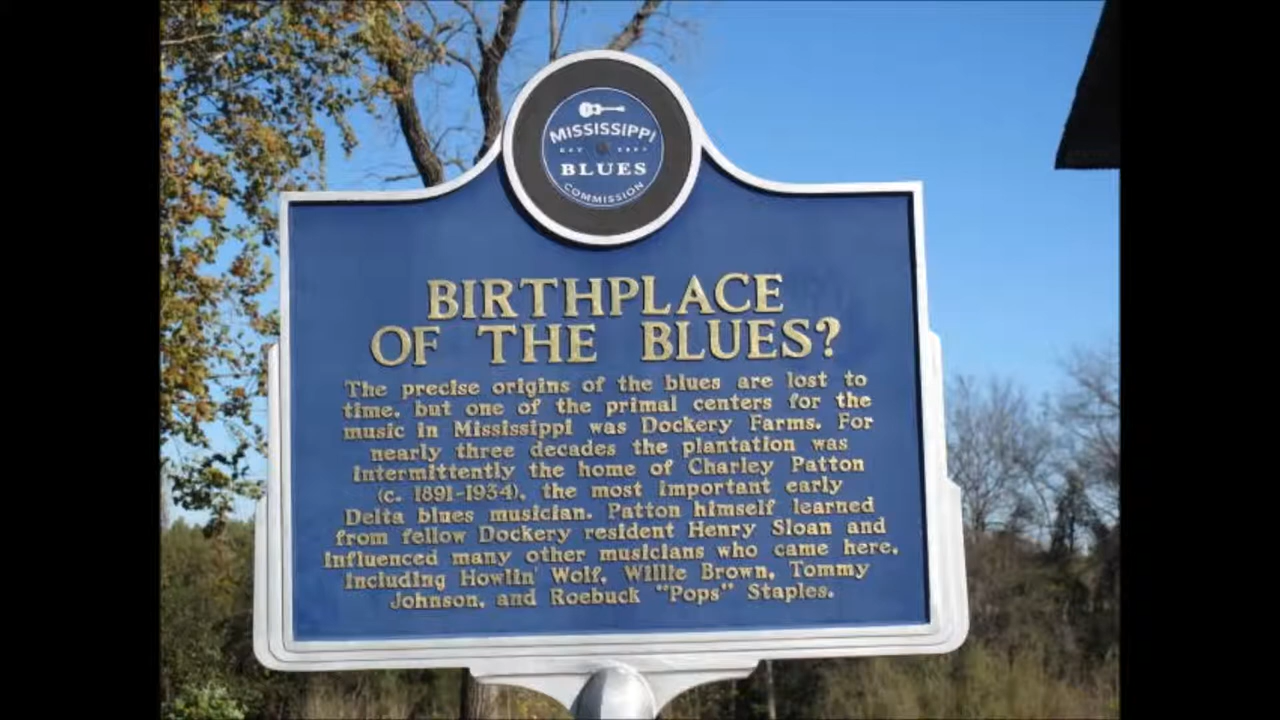 MISSISSIPPI
BLUES
COMMISSION
BIRTHPLACE
OF THE BLUES?
The precise origins of the blues are lost to
time, but one of the primal centers for the
music in Mississippi was Dockery Farms. For
nearly three decades the plantation was
intermittently the home of Charley Patton
(c. 1891-1934), the most important early
Delta blues musician. Patton himself learned
from fellow Dockery resident Henry Sloan and
influenced many other musicians who came here,
including Howlin' Wolf, Willie Brown, Tommy
Johnson, and Roebuck "Pops" Staples.